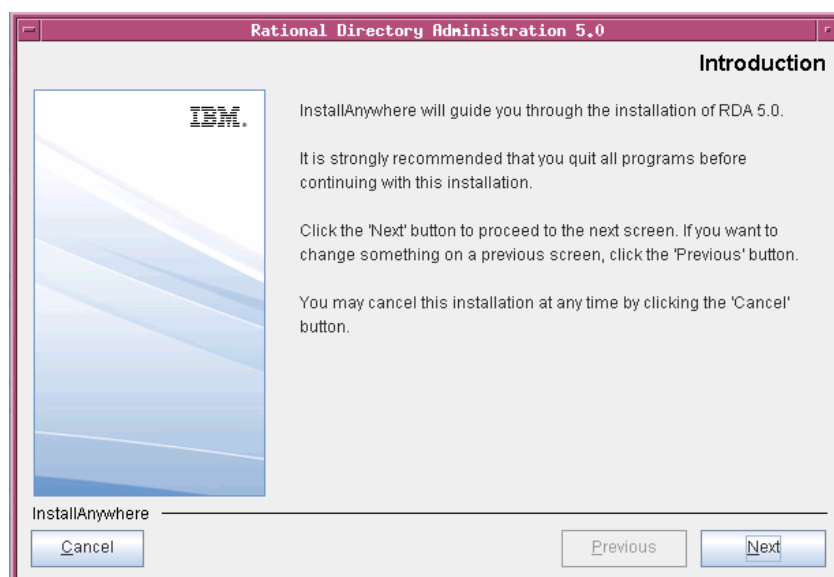 Rational Directory Administration 5.0
Introduction
IBM.
InstallAnywhere will guide you through the installation of RDA 5.0.
It is strongly recommended that you quit all programs before
continuing with this installation.
Click the 'Next' button to proceed to the next screen. If you want to
change something on a previous screen, click the 'Previous' button.
You may cancel this installation at any time by clicking the 'Cancel'
button.
InstallAnywhere
Cancel
Previous
Next